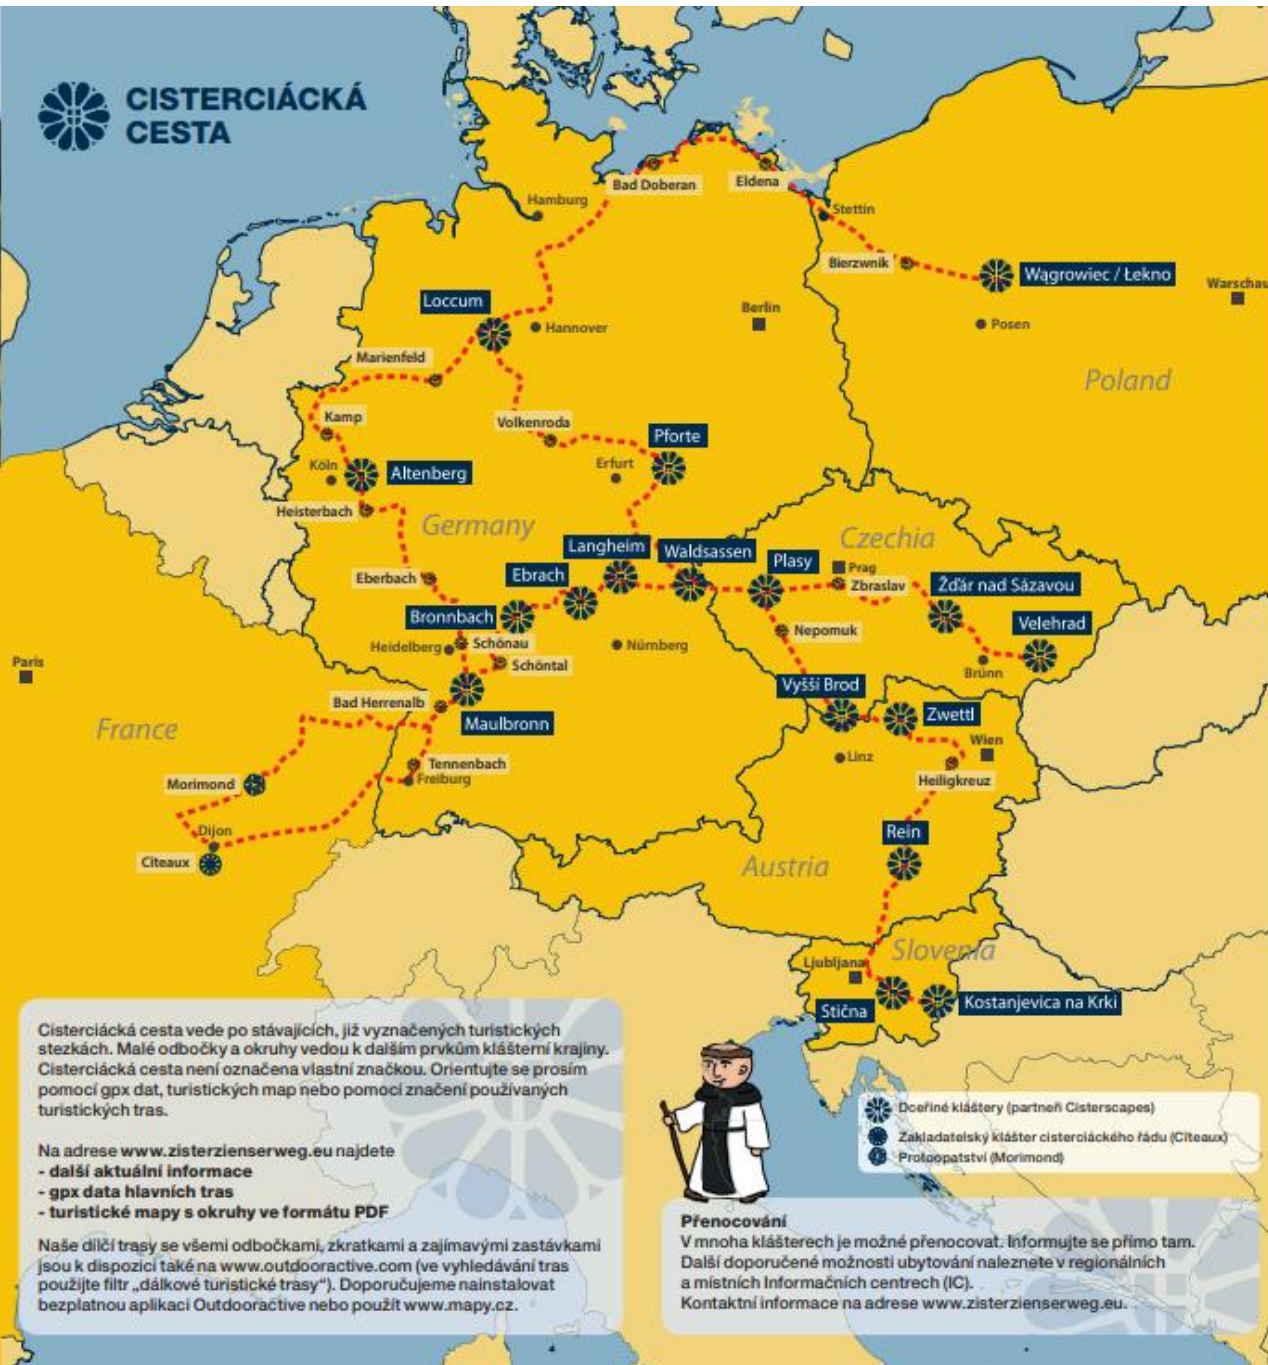 CISTERCIÁCKÁ
CESTA
Bad Doberan
Eldena
Hamburg
Stettin
Bierzwnik
Wągrowiec / Łekno
Warschau
Loccum
Berlin
Hannover
Posen
Marienfeld
Poland
Kamp
Volkenroda
Pforte
Köln
Altenberg
Erfurt
Heisterbach
Germany
Czechia
Langheim
Waldsassen
Plasy
Prag
Eberbach
Ebrach
Zbraslav
Žďár nad Sázavou
Bronnbach
Velehrad
Heidelberg
Schönau
Nürnberg
Nepomuk
Paris
Schöntal
Brünn
Vyšší Brod
Bad Herrenalb
Maulbronn
Zwettl
France
Wien
Linz
Tennenbach
Freiburg
Heiligkreuz
Morimond
Dijon
Rein
Citeaux
Austria
Slovenia
Ljubljana
Stična
Kostanjevica na Krki
Cisterciácká cesta vede po stávajících, již vyznačených turistických
stezkách. Malé odbočky a okruhy vedou k dalším prvkům klášterní krajiny.
Cisterciácká cesta není označena vlastní značkou. Orientujte se prosím
pomocí gpx dat, turistických map nebo pomocí značení používaných
turistických tras.
Na adrese www.zisterzienserweg.eu najdete
- další aktuální informace
- gpx data hlavních tras
- turistické mapy s okruhy ve formátu PDF
Naše dílčí trasy se všemi odbočkami, zkratkami a zajímavými zastávkami
jsou k dispozici také na www.outdooractive.com (ve vyhledávání tras
použijte filtr „dálkové turistické trasy“). Doporučujeme nainstalovat
bezplatnou aplikaci Outdooractive nebo použít www.mapy.cz.
Dceřiné kláštery (partneři Cisterscapes)
Zakladatelský klášter cisterciáckého řádu (Citeaux)
Protoopatství (Morimond)
Přenocování
V mnoha klášterech je možné přenocovat. Informujte se přímo tam.
Další doporučené možnosti ubytování naleznete v regionálních
a místních Informačních centrech (IC).
Kontaktní informace na adrese www.zisterzienserweg.eu.